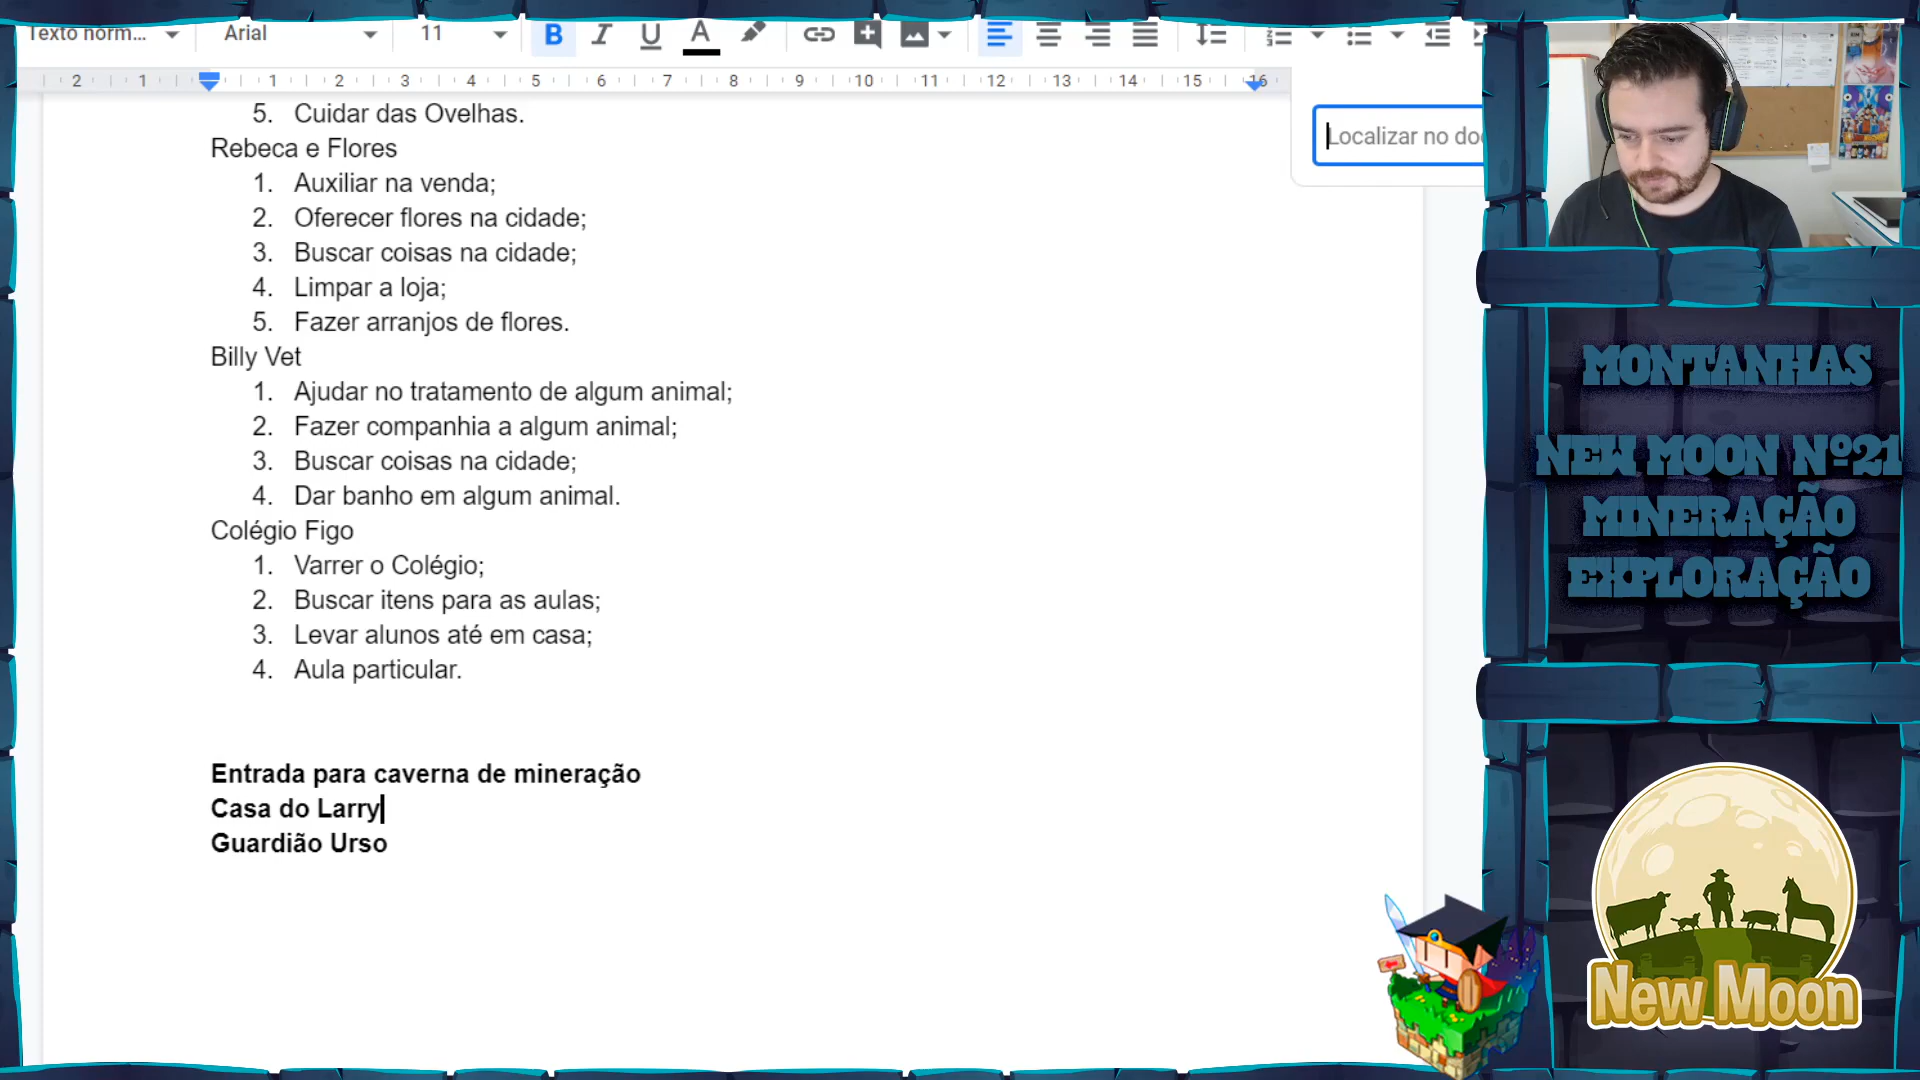 Texto norm...
Arial
11
B I U A
2 1 1 2 3 4 5 6 7 8 9 10 11 12 13 14 15 16
Localizar no do
5. Cuidar das Ovelhas.
Rebeca e Flores
1. Auxiliar na venda;
2. Oferecer flores na cidade;
3. Buscar coisas na cidade;
4. Limpar a loja;
5. Fazer arranjos de flores.
Billy Vet
1. Ajudar no tratamento de algum animal;
2. Fazer companhia a algum animal;
3. Buscar coisas na cidade;
4. Dar banho em algum animal.
Colégio Figo
1. Varrer o Colégio;
2. Buscar itens para as aulas;
3. Levar alunos até em casa;
4. Aula particular.
Entrada para caverna de mineração
Casa do Larry
Guardião Urso
MONTANHAS
NEW MOON Nº21
MINERAÇÃO
EXPLORAÇÃO
New Moon